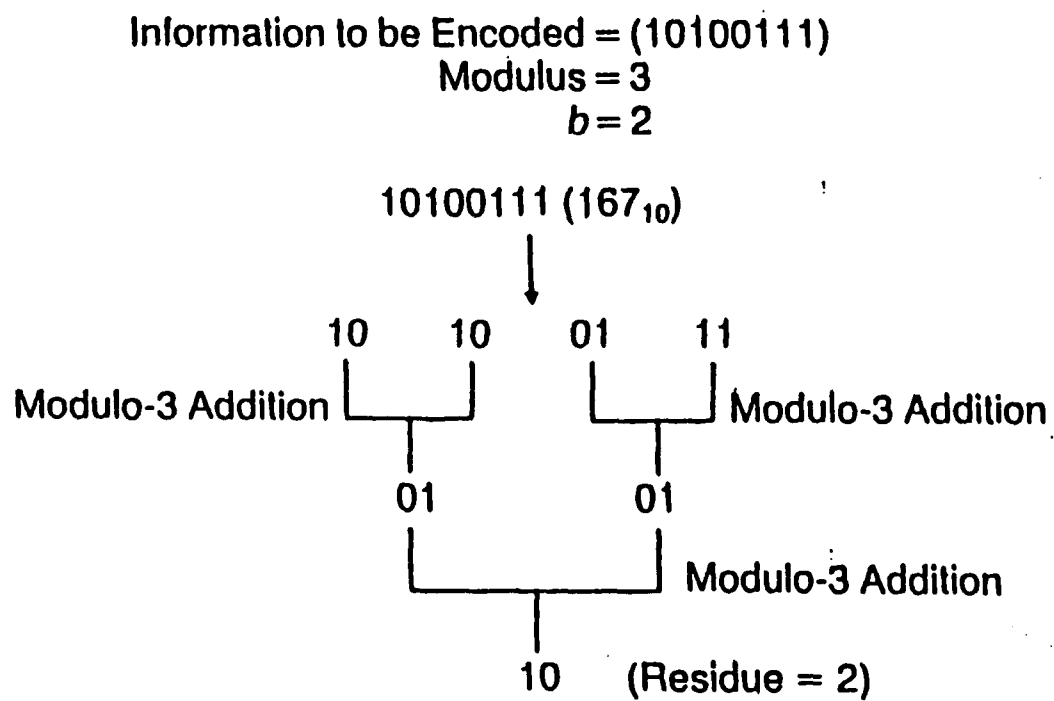 Information to be Encoded = (10100111)
Modulus = 3
b = 2
10100111 (167₁₀)
10 10 01 11
Modulo-3 Addition Modulo-3 Addition
01 01
Modulo-3 Addition
10 (Residue = 2)